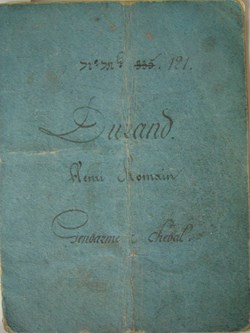 121.
Durand.
Henri Romain
Gendarme à cheval.